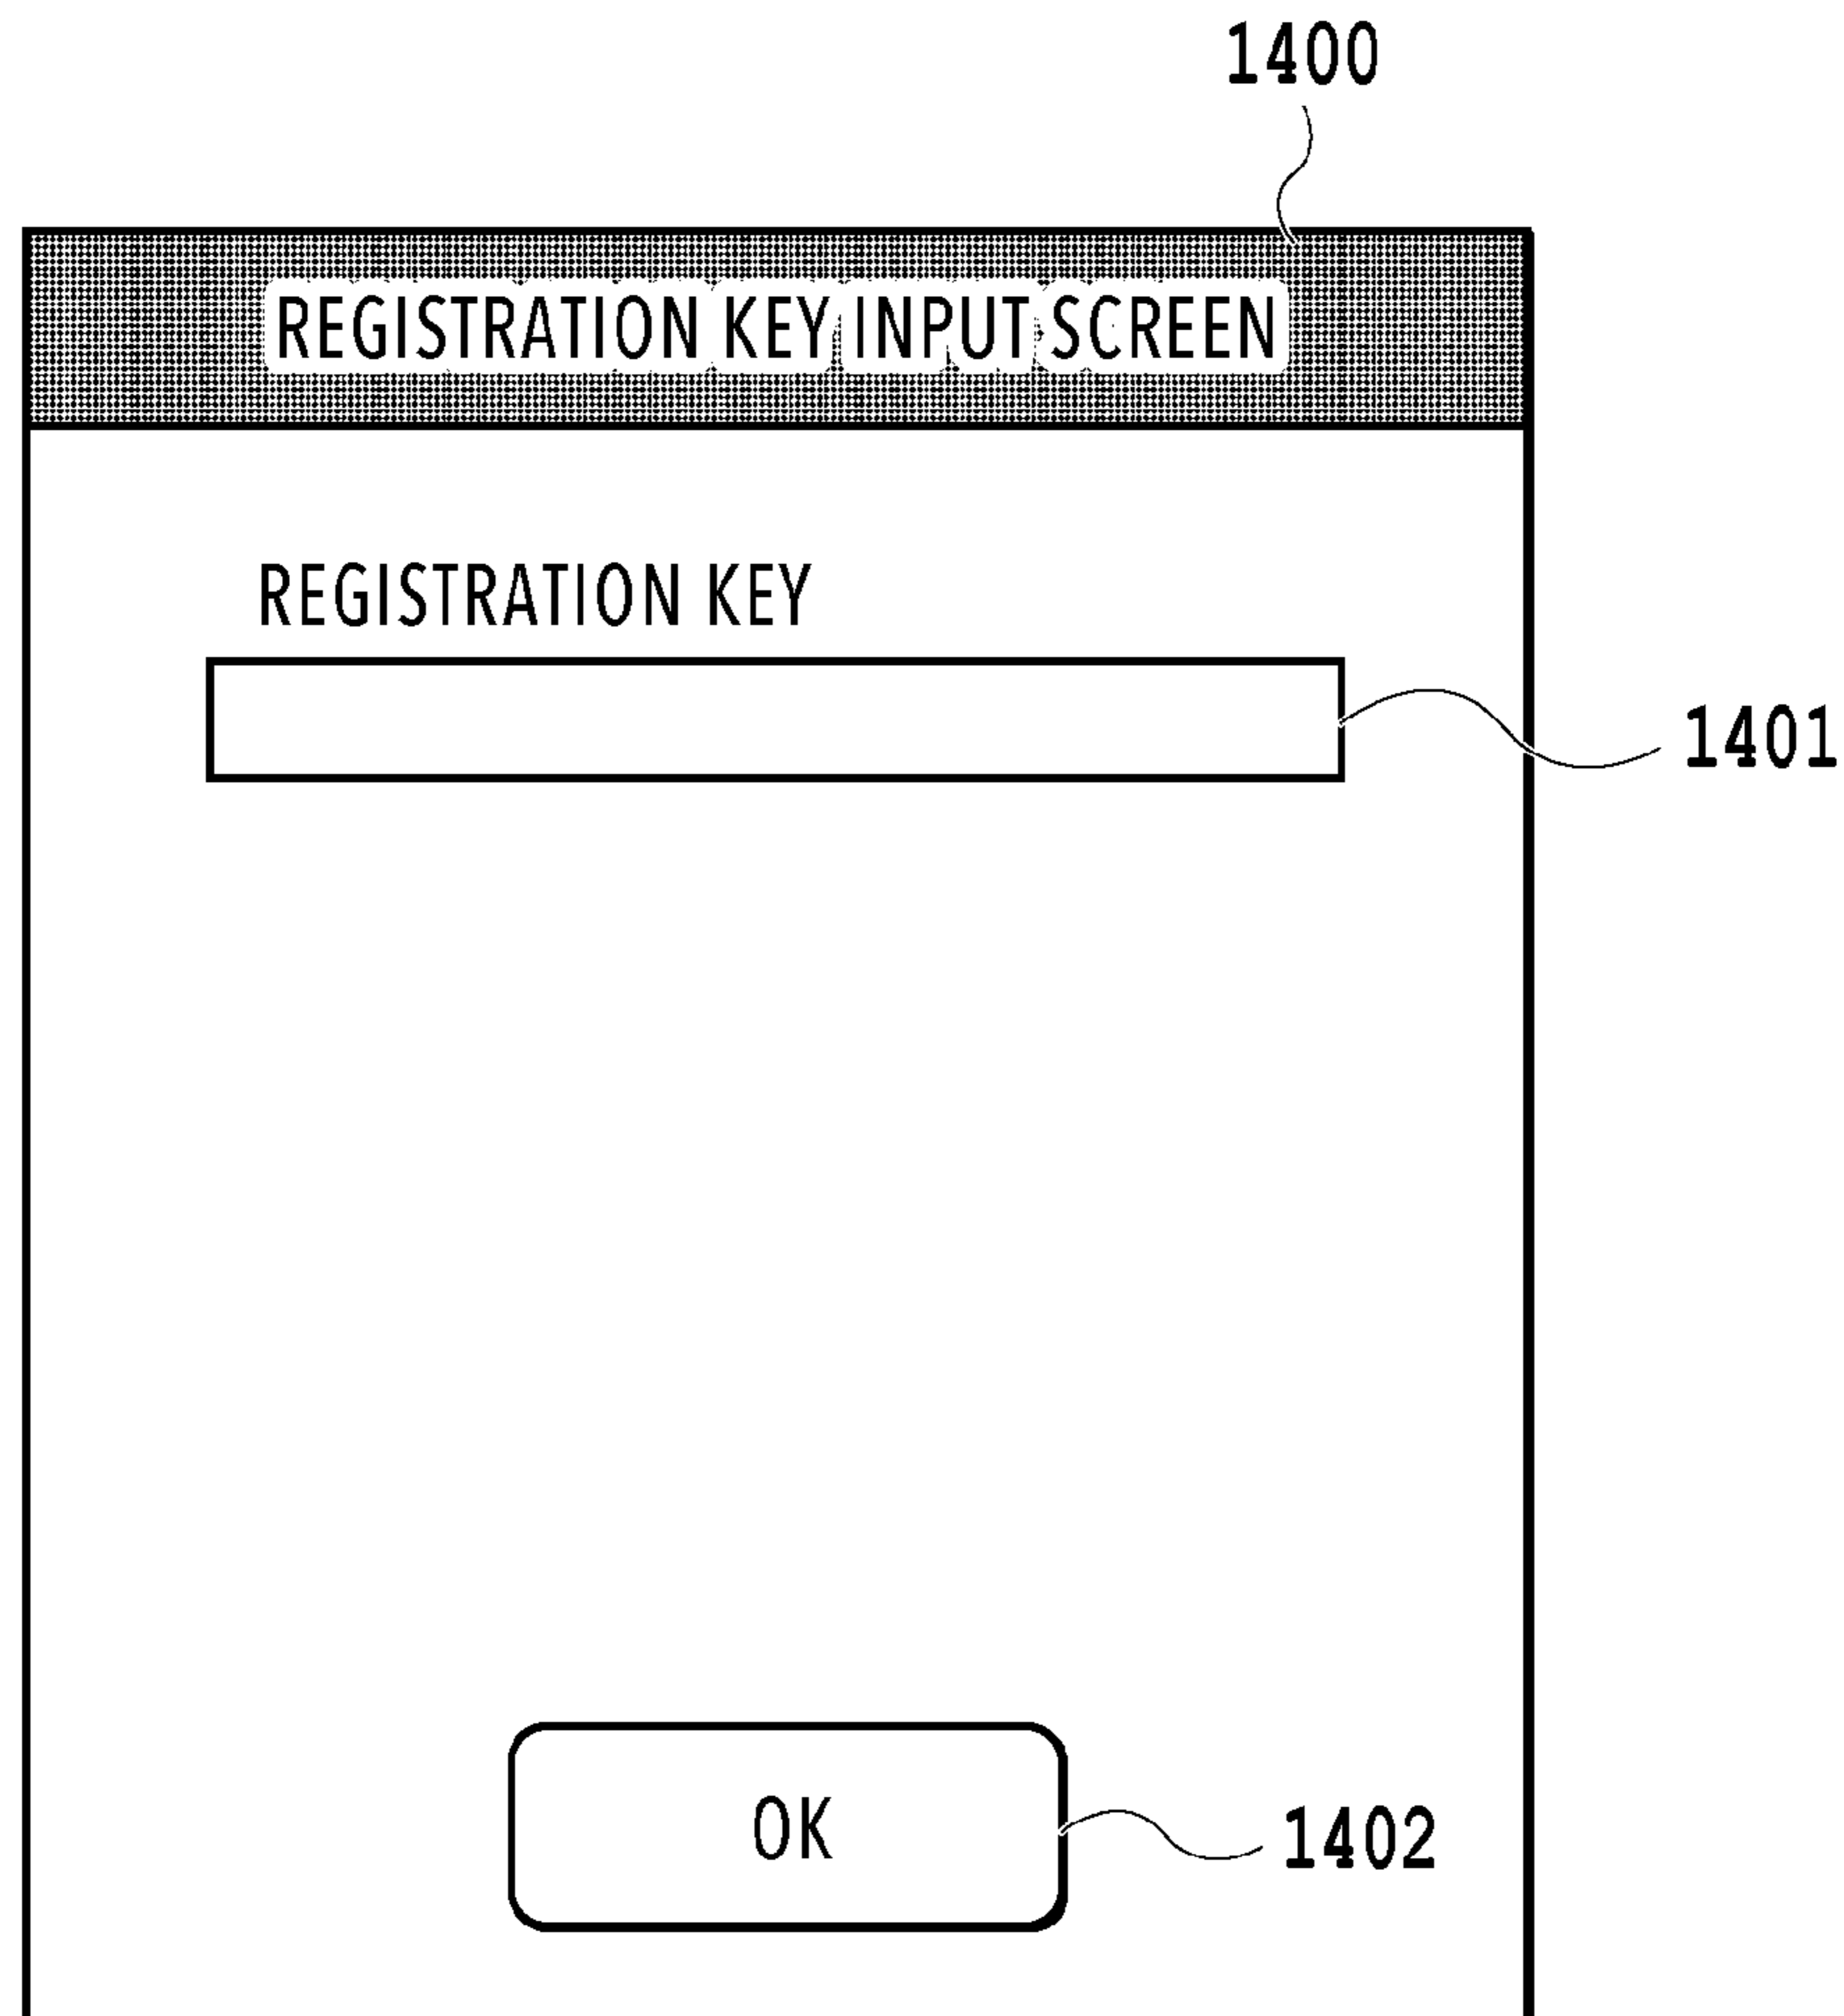 1400
REGISTRATION KEY INPUT SCREEN
REGISTRATION KEY
1401
OK
1402